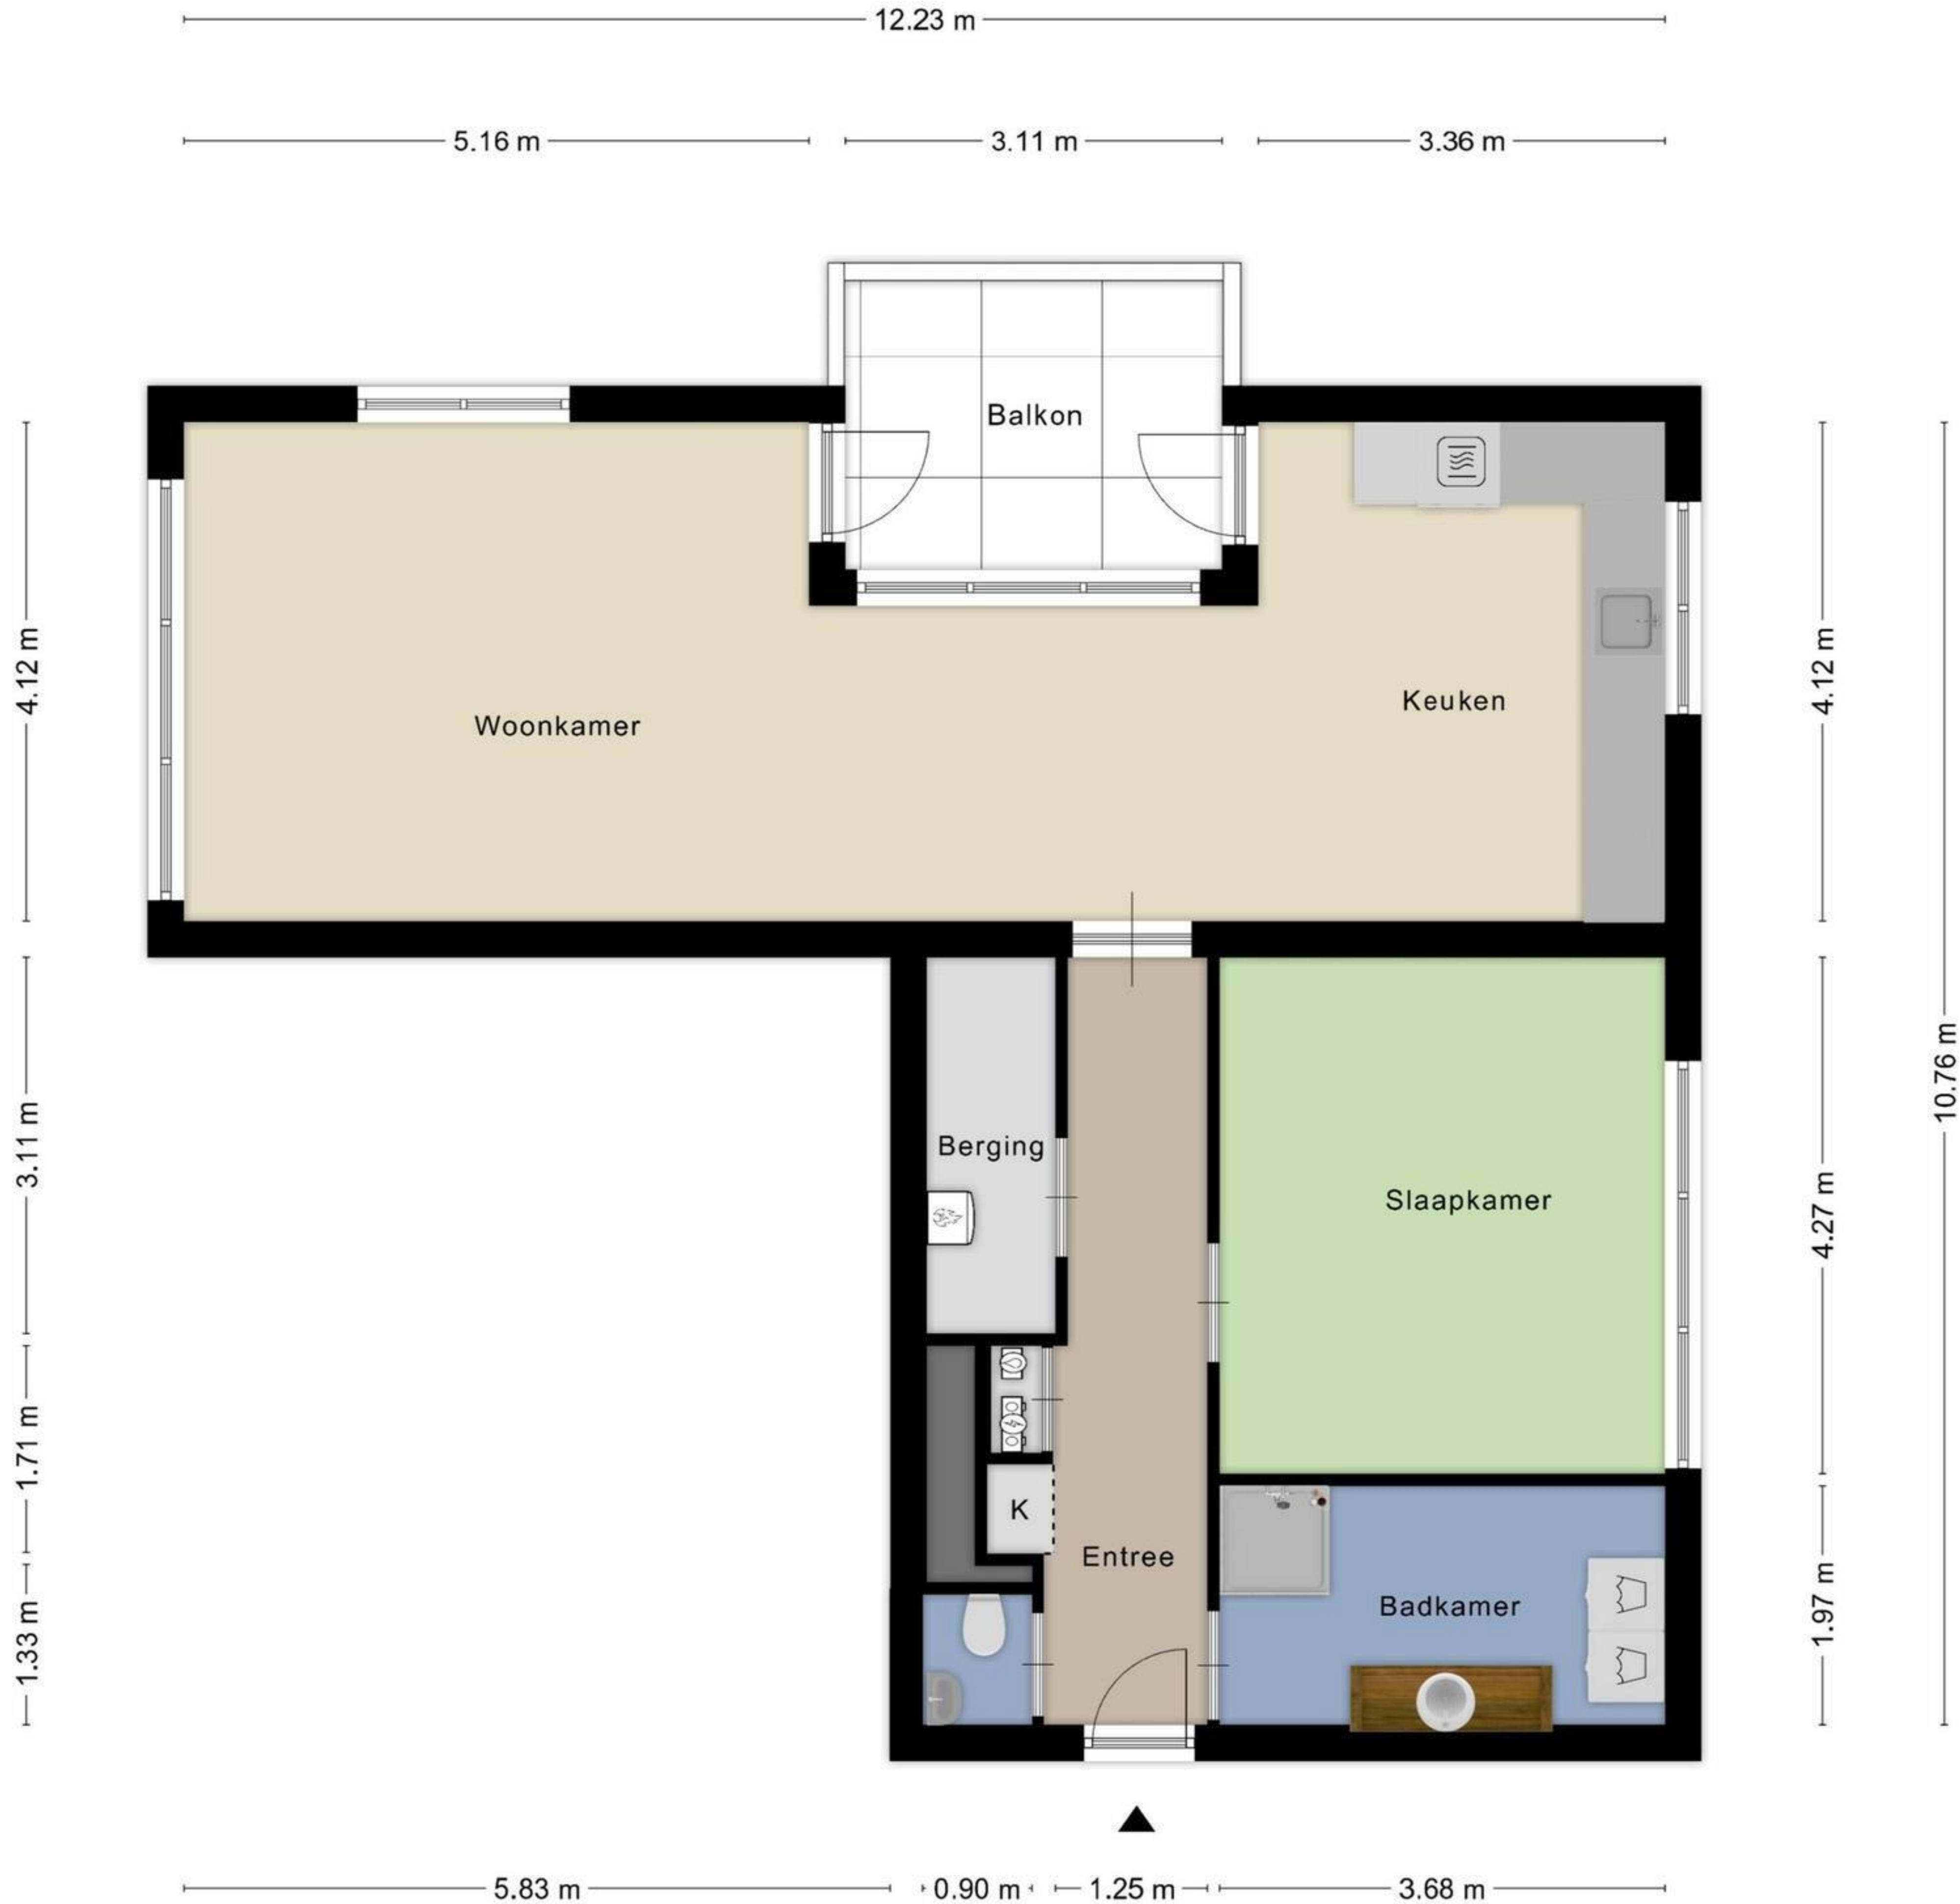 12.23 m
5.16 m
3.11 m
3.36 m
Balkon
4.12 m
4.12 m
Keuken
Woonkamer
10.76 m
3.11 m
Berging
Slaapkamer
4.27 m
1.71 m
K
Entree
Badkamer
1.33 m
1.97 m
5.83 m
0.90 m
1.25 m
3.68 m